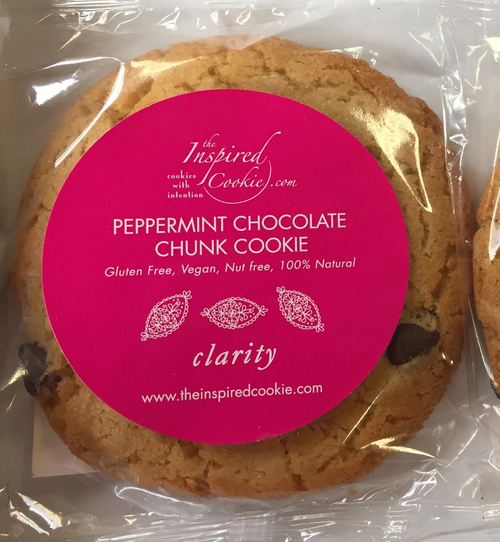 the
Inspired
Cookie.com
cookies
with
intention
PEPPERMINT CHOCOLATE
CHUNK COOKIE
Gluten Free, Vegan, Nut free, 100% Natural
clarity
www.theinspiredcookie.com